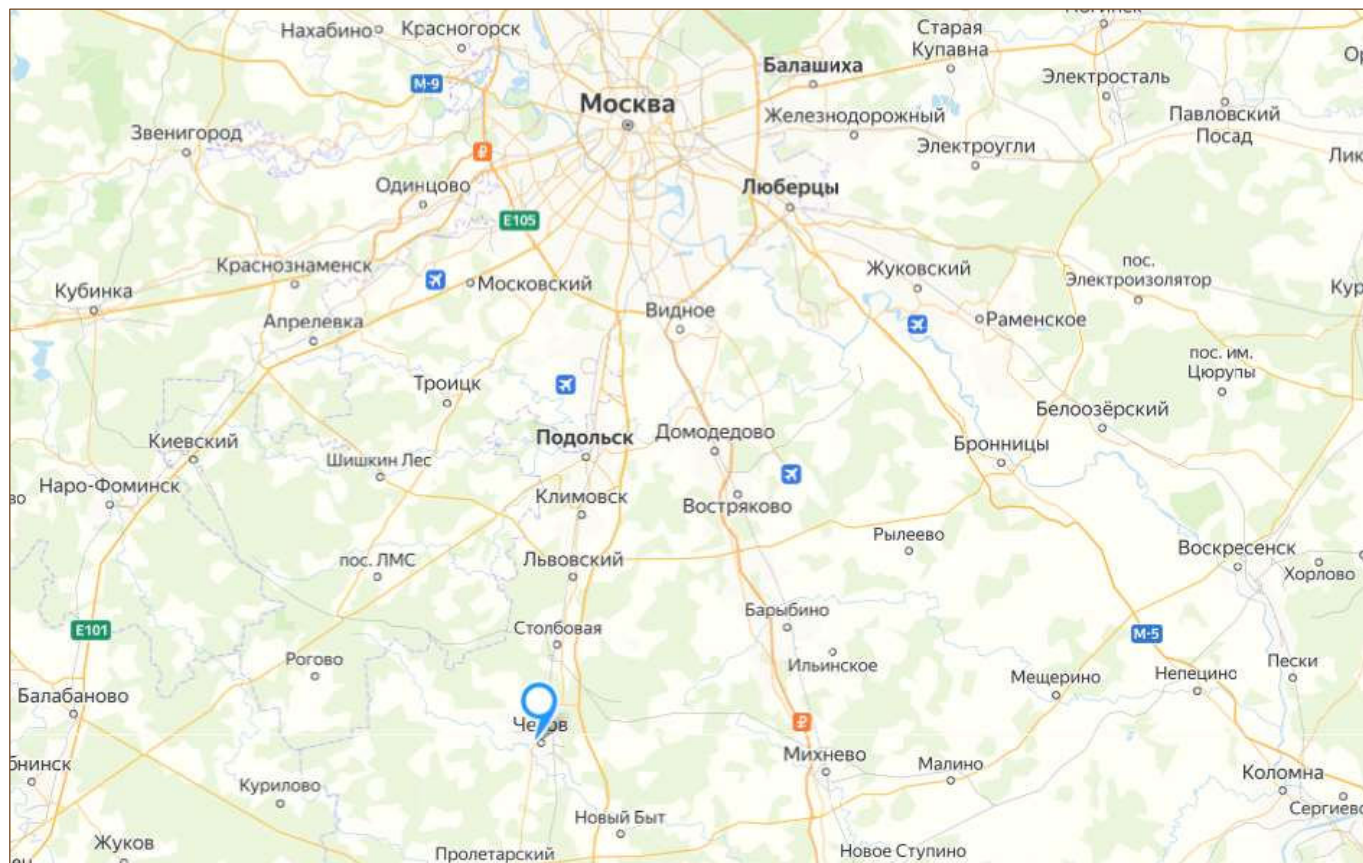 Нахабино
Красногорск
Старая
Купавна
Балашиха
Электросталь
М-9
Москва
Железнодорожный
Павловский
Посад
Звенигород
Электроугли
Одинцово
Люберцы
E105
Краснознаменск
Московский
Жуковский
пос.
Электроизолятор
Кубинка
Апрелевка
Видное
Раменское
пос. им.
Цюрупы
Троицк
Белоозёрский
Киевский
Подольск
Домодедово
Бронницы
Шишкин Лес
Наро-Фоминск
Климовск
Востряково
Рылеево
пос. ЛМС
Львовский
Воскресенск
Хорлово
E101
Столбовая
Барыбино
М-5
Рогово
Ильинское
Пески
Балабаново
Мещерино
Непецино
Михнево
Малино
Коломна
Курилово
Сергиевс
Новый Быт
Жуков
Пролетарский
Новое Ступино